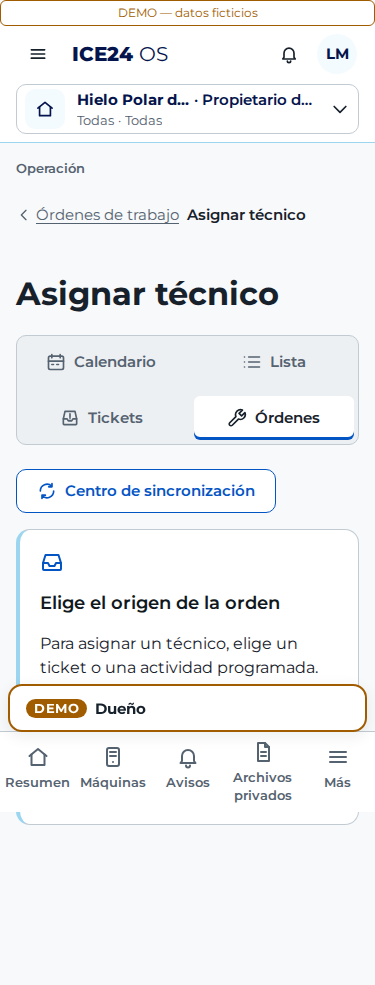 DEMO — datos ficticios
ICE24 OS
LM
Hielo Polar d... · Propietario d...
Todas · Todas
Operación
Órdenes de trabajo Asignar técnico
Asignar técnico
Calendario
Lista
Tickets
Órdenes
Centro de sincronización
Elige el origen de la orden
Para asignar un técnico, elige un
ticket o una actividad programada.
DEMO Dueño
Resumen
Máquinas
Avisos
Archivos
privados
Más